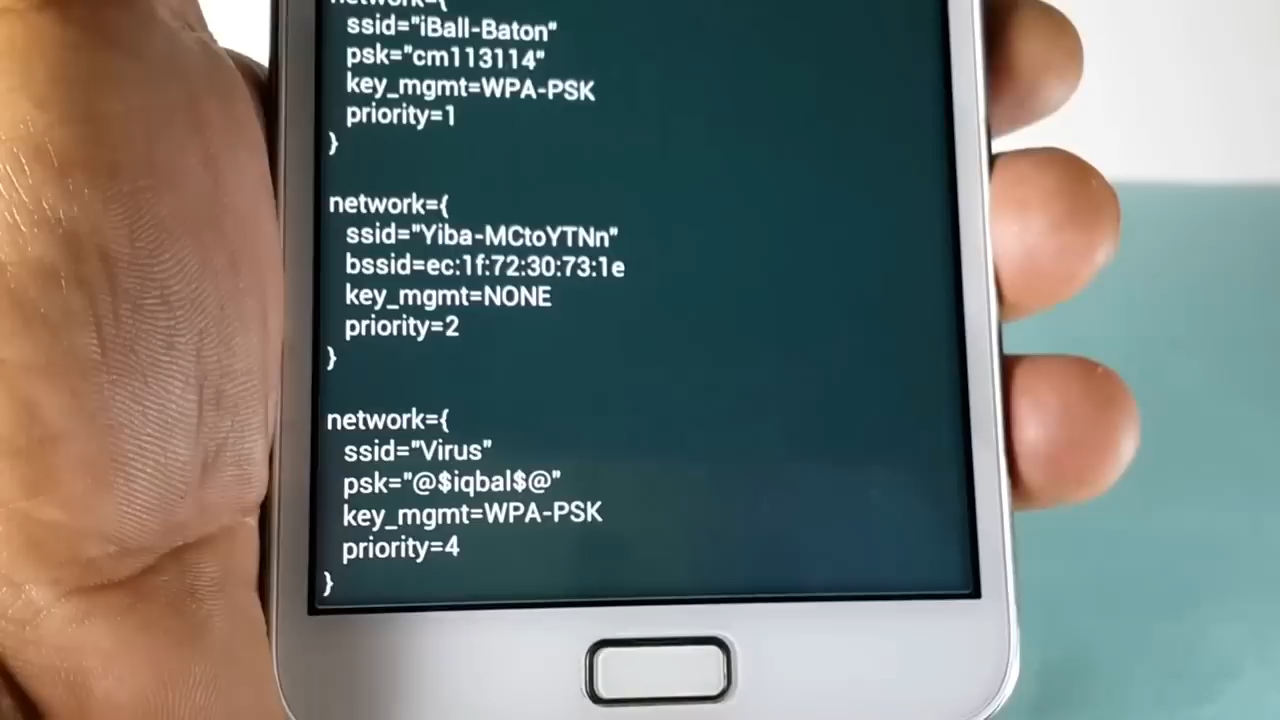 network={
ssid="iBall-Baton"
psk="cm113114"
key_mgmt=WPA-PSK
priority=1
}
network={
ssid="Yiba-MCtoYTNn"
bssid=ec:1f:72:30:73:1e
key_mgmt=NONE
priority=2
}
network={
ssid="Virus"
psk="@$iqbal$@"
key_mgmt=WPA-PSK
priority=4
}